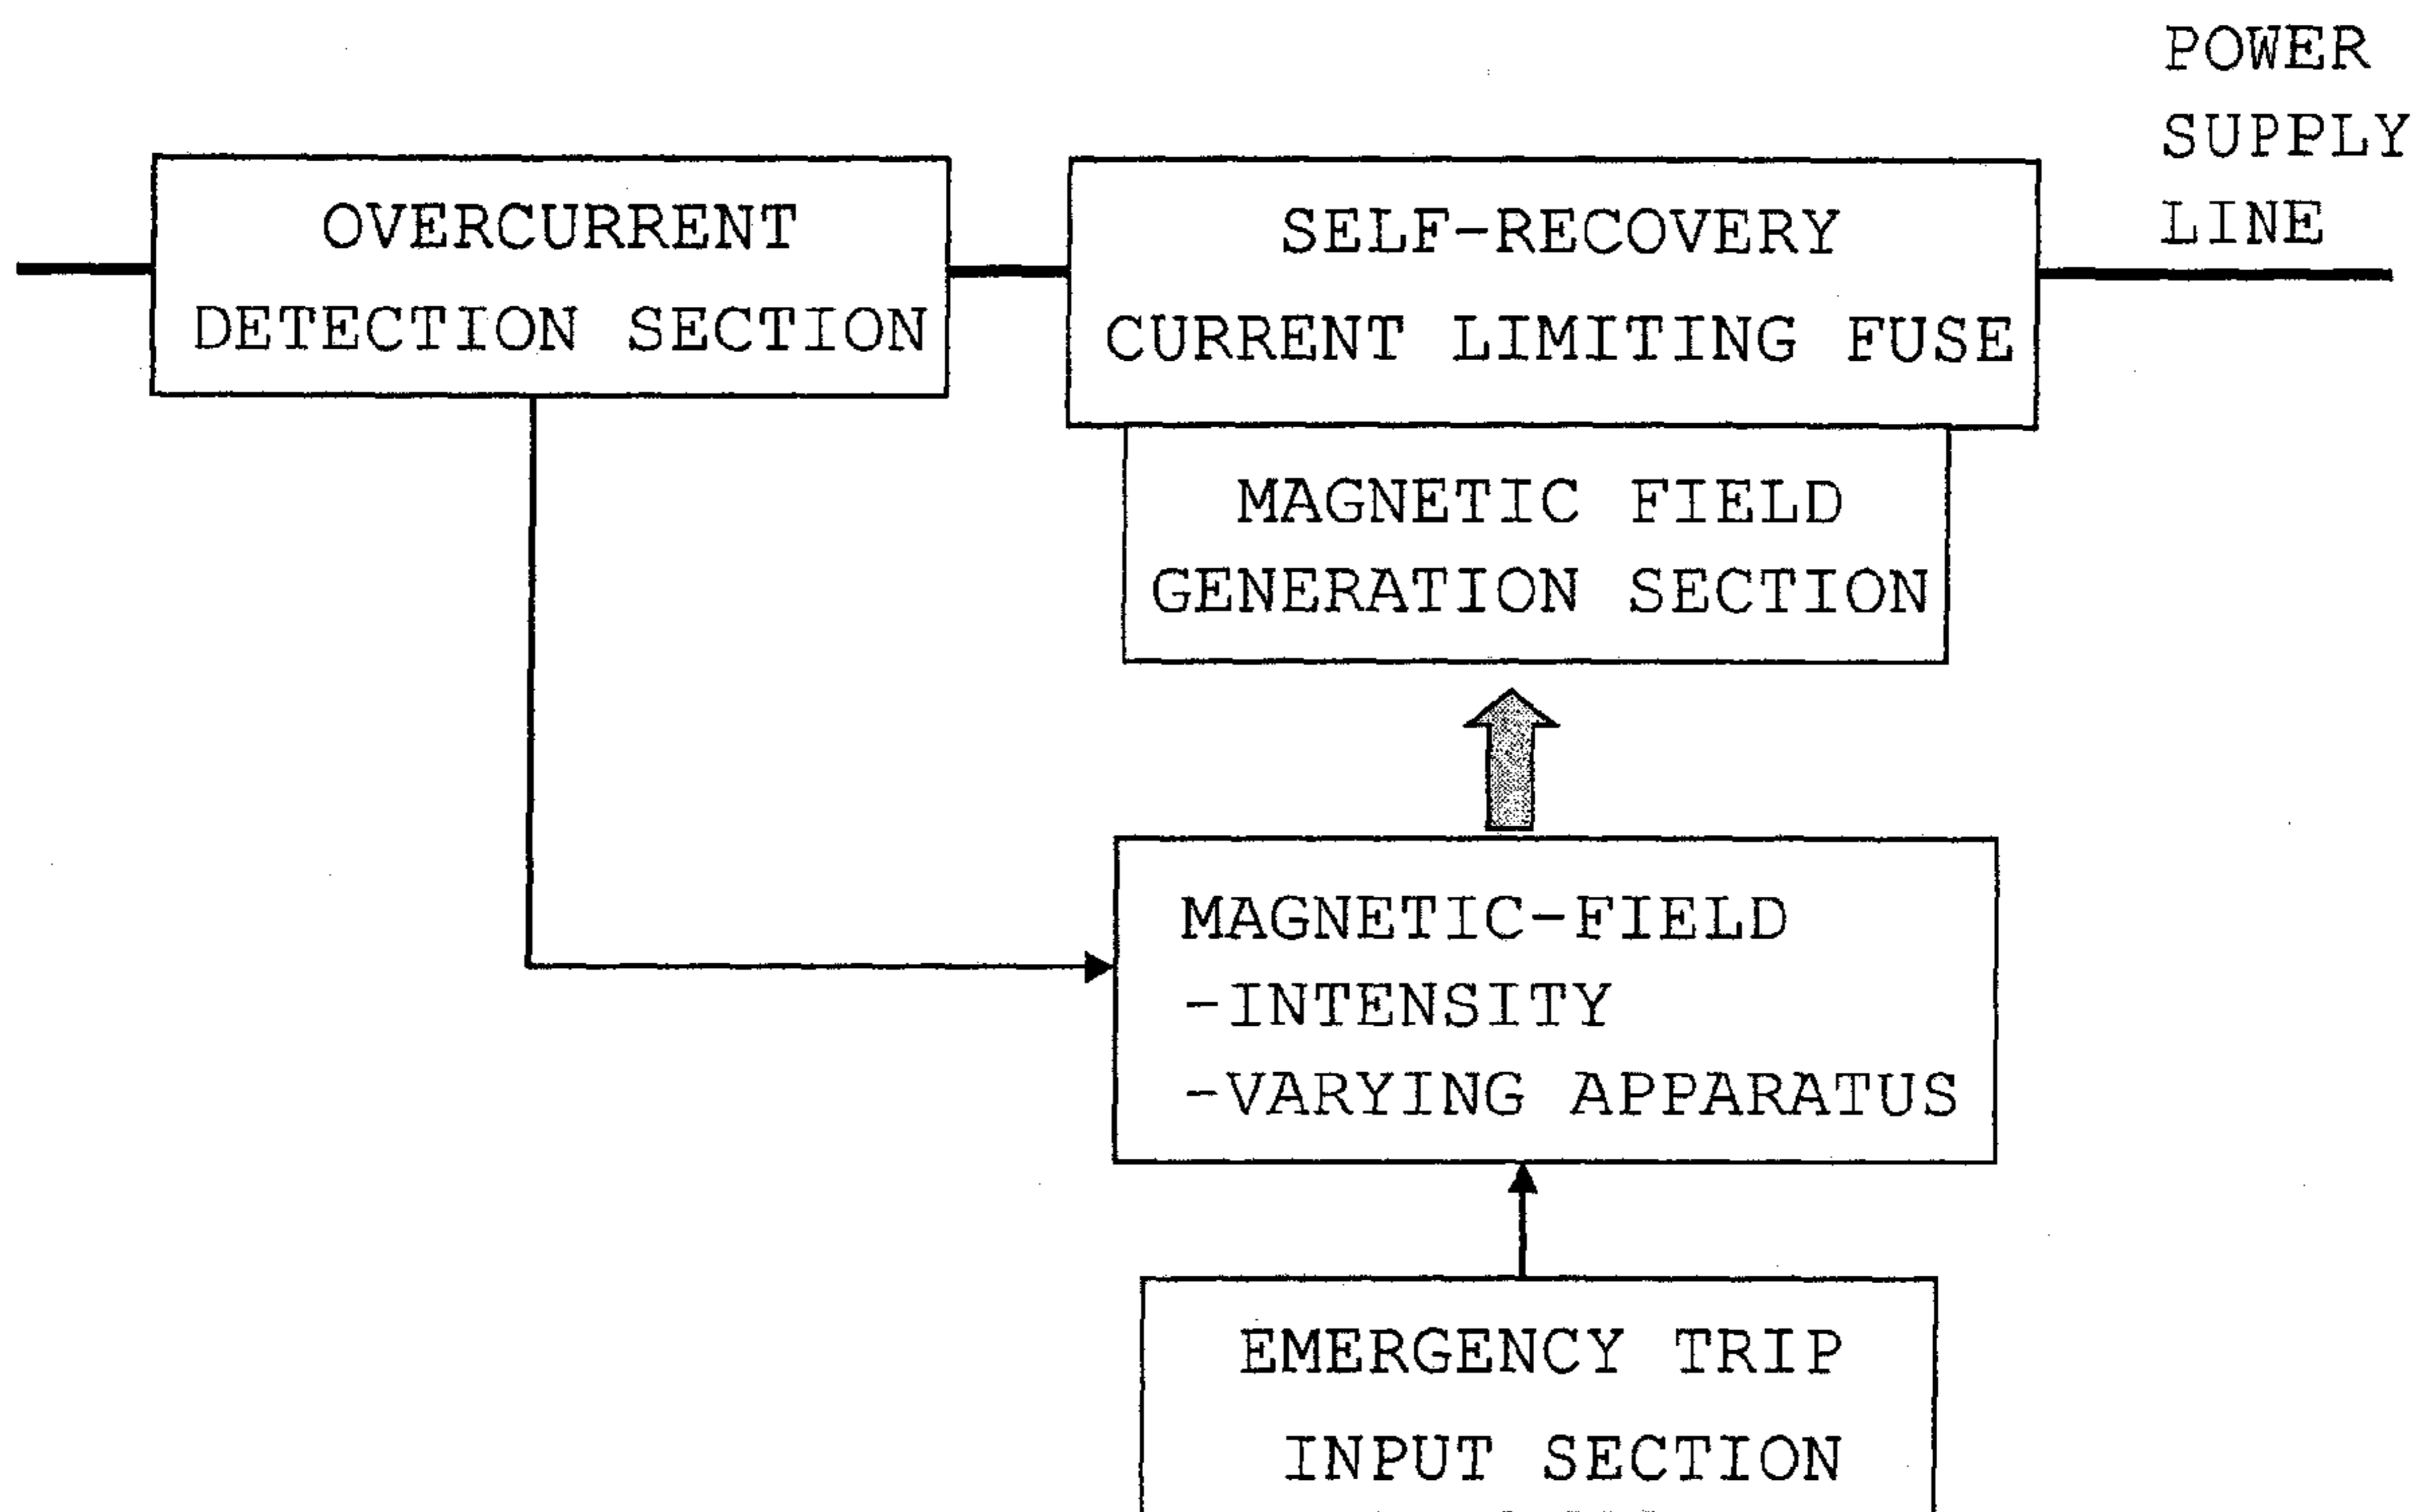 POWER
SUPPLY
LINE
OVERCURRENT
DETECTION SECTION
SELF-RECOVERY
CURRENT LIMITING FUSE
MAGNETIC FIELD
GENERATION SECTION
MAGNETIC-FIELD
-INTENSITY
-VARYING APPARATUS
EMERGENCY TRIP
INPUT SECTION